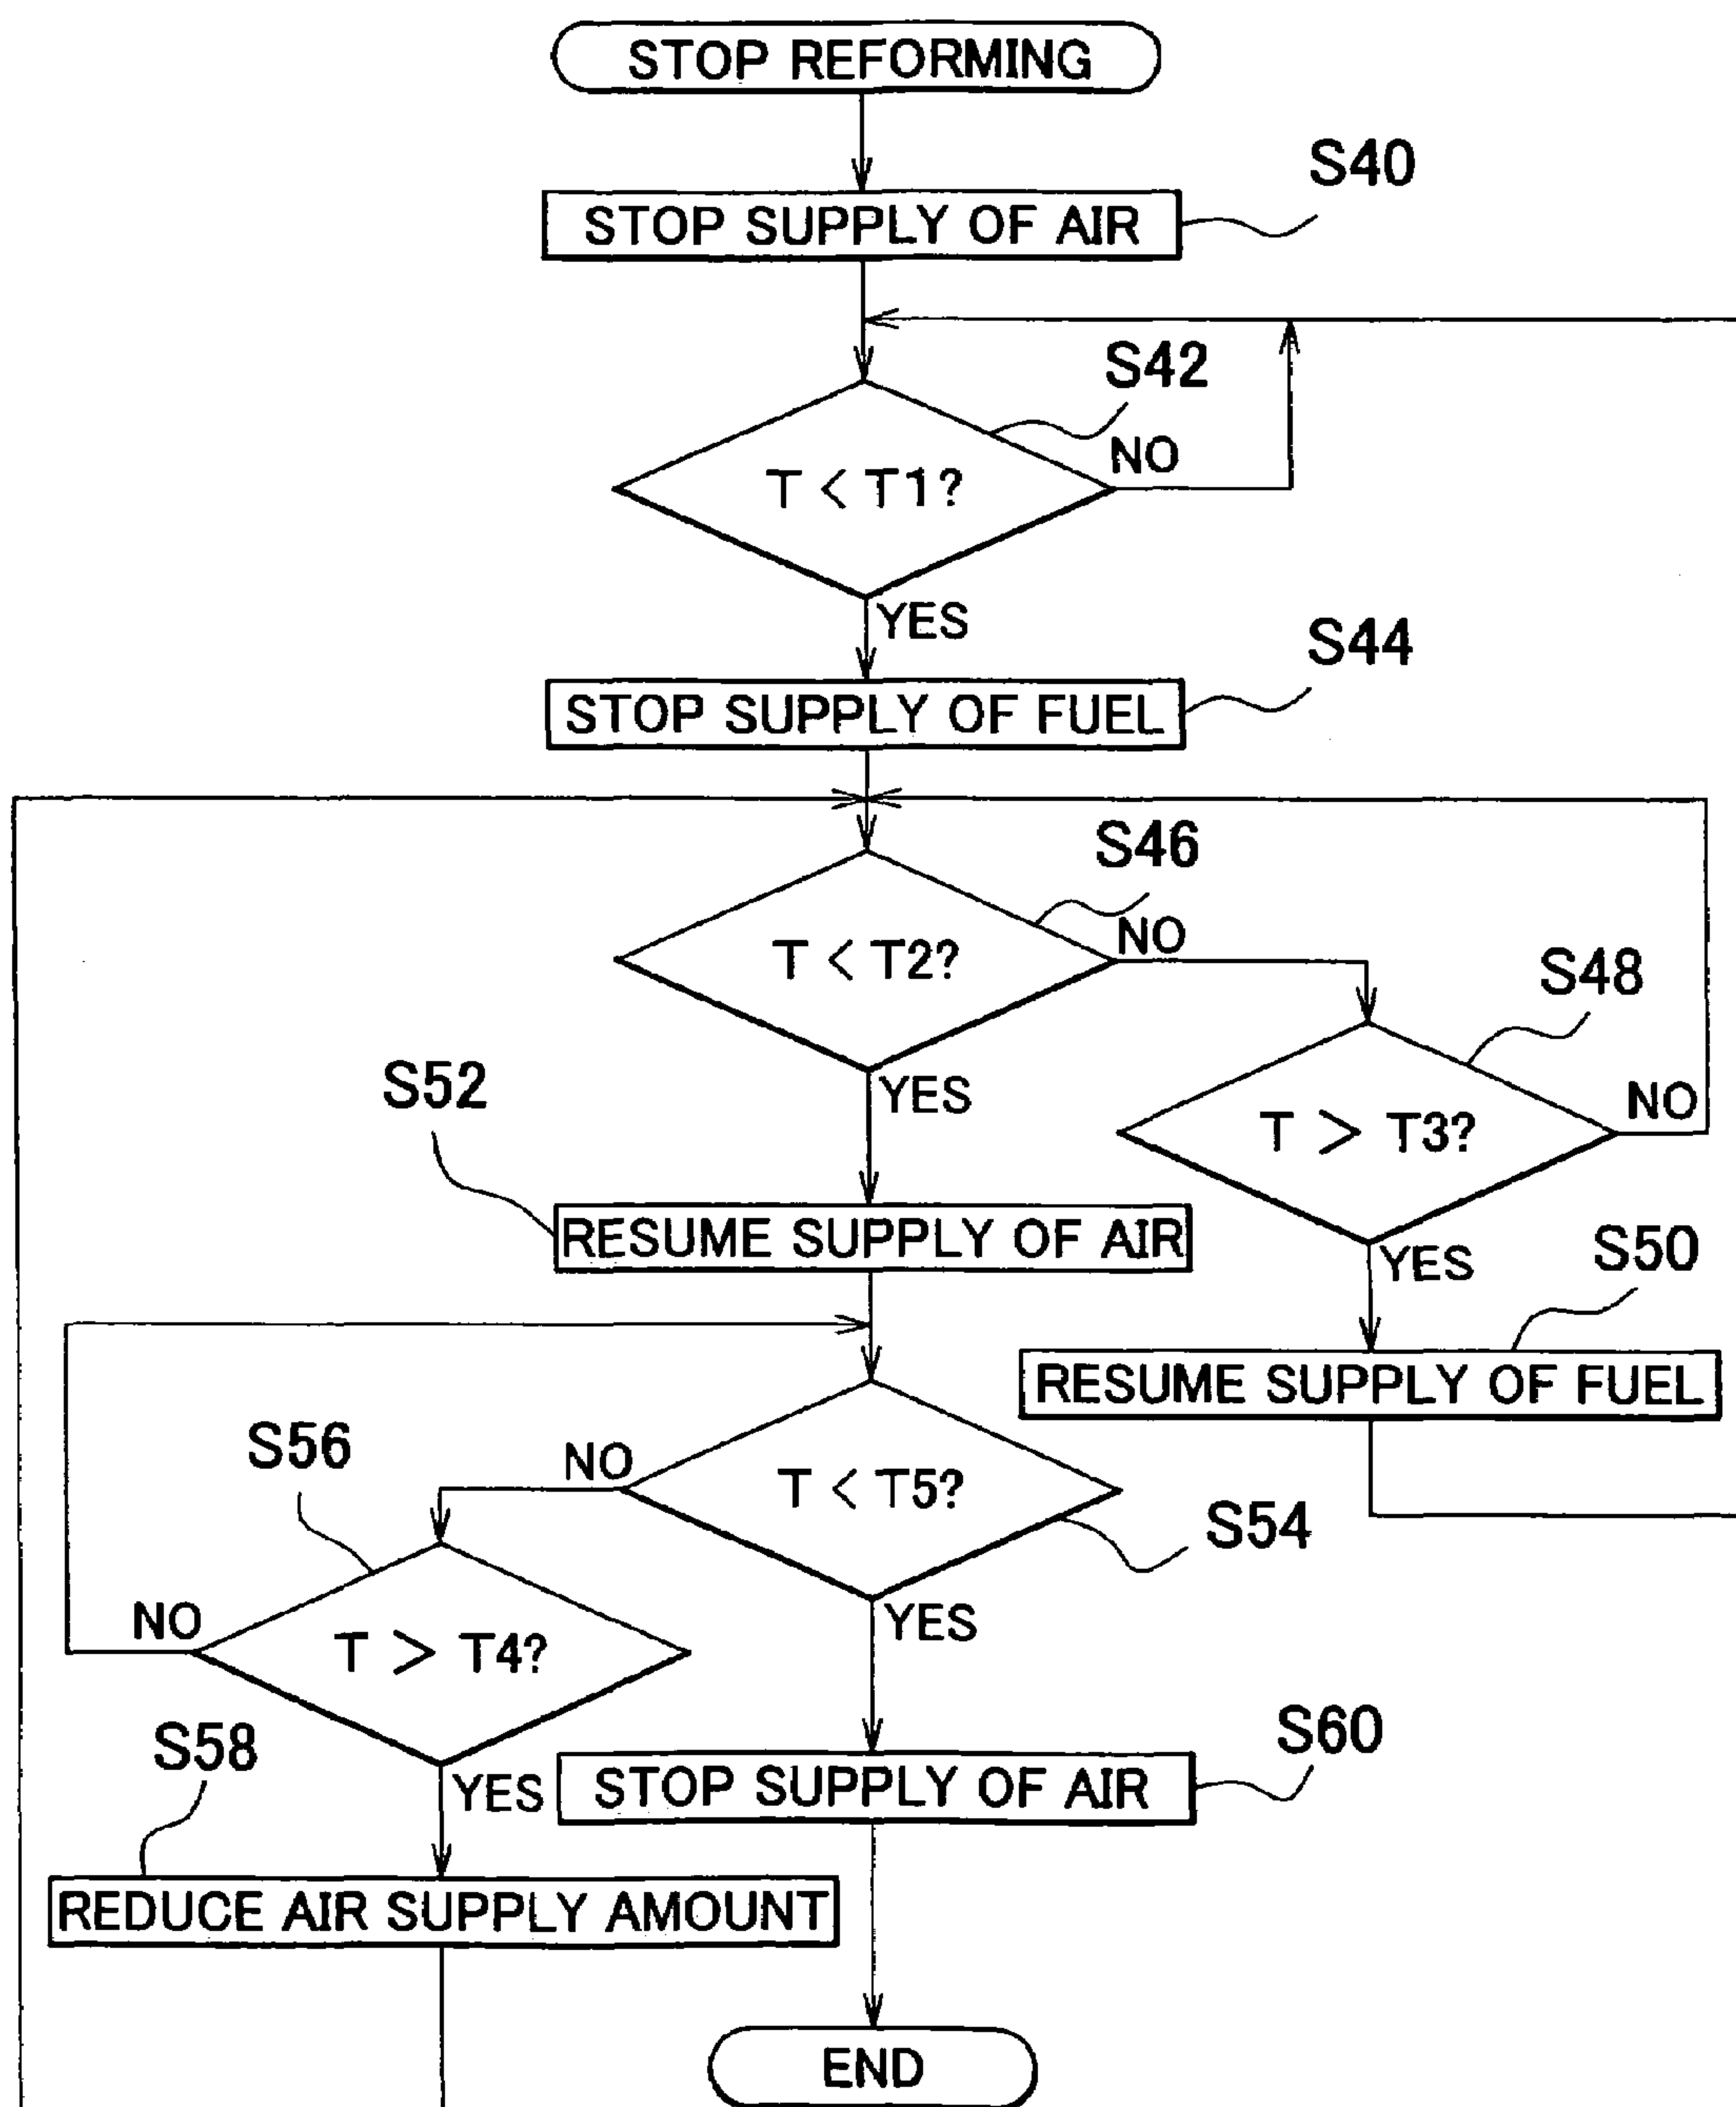 STOP REFORMING
S40
STOP SUPPLY OF AIR
S42
NO
T < T1?
YES
S44
STOP SUPPLY OF FUEL
S46
NO
T < T2?
S48
YES
S52
NO
T > T3?
RESUME SUPPLY OF AIR
S50
YES
RESUME SUPPLY OF FUEL
S56
NO
T < T5?
S54
NO
YES
T > T4?
S58
S60
YES
STOP SUPPLY OF AIR
REDUCE AIR SUPPLY AMOUNT
END